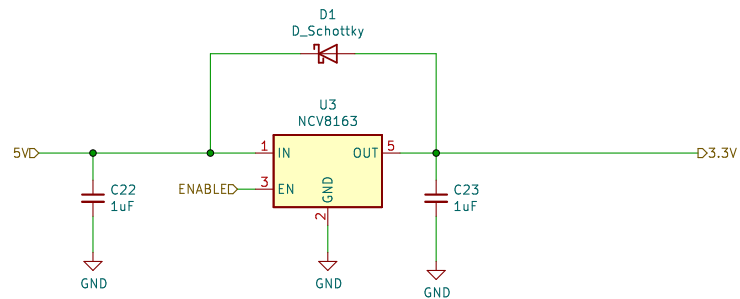 D1
D_Schottky
U3
NCV8163
5V
1
IN
OUT
5
3.3V
ENABLE
3
EN
GND
2
C22
1uF
C23
1uF
GND
GND
GND